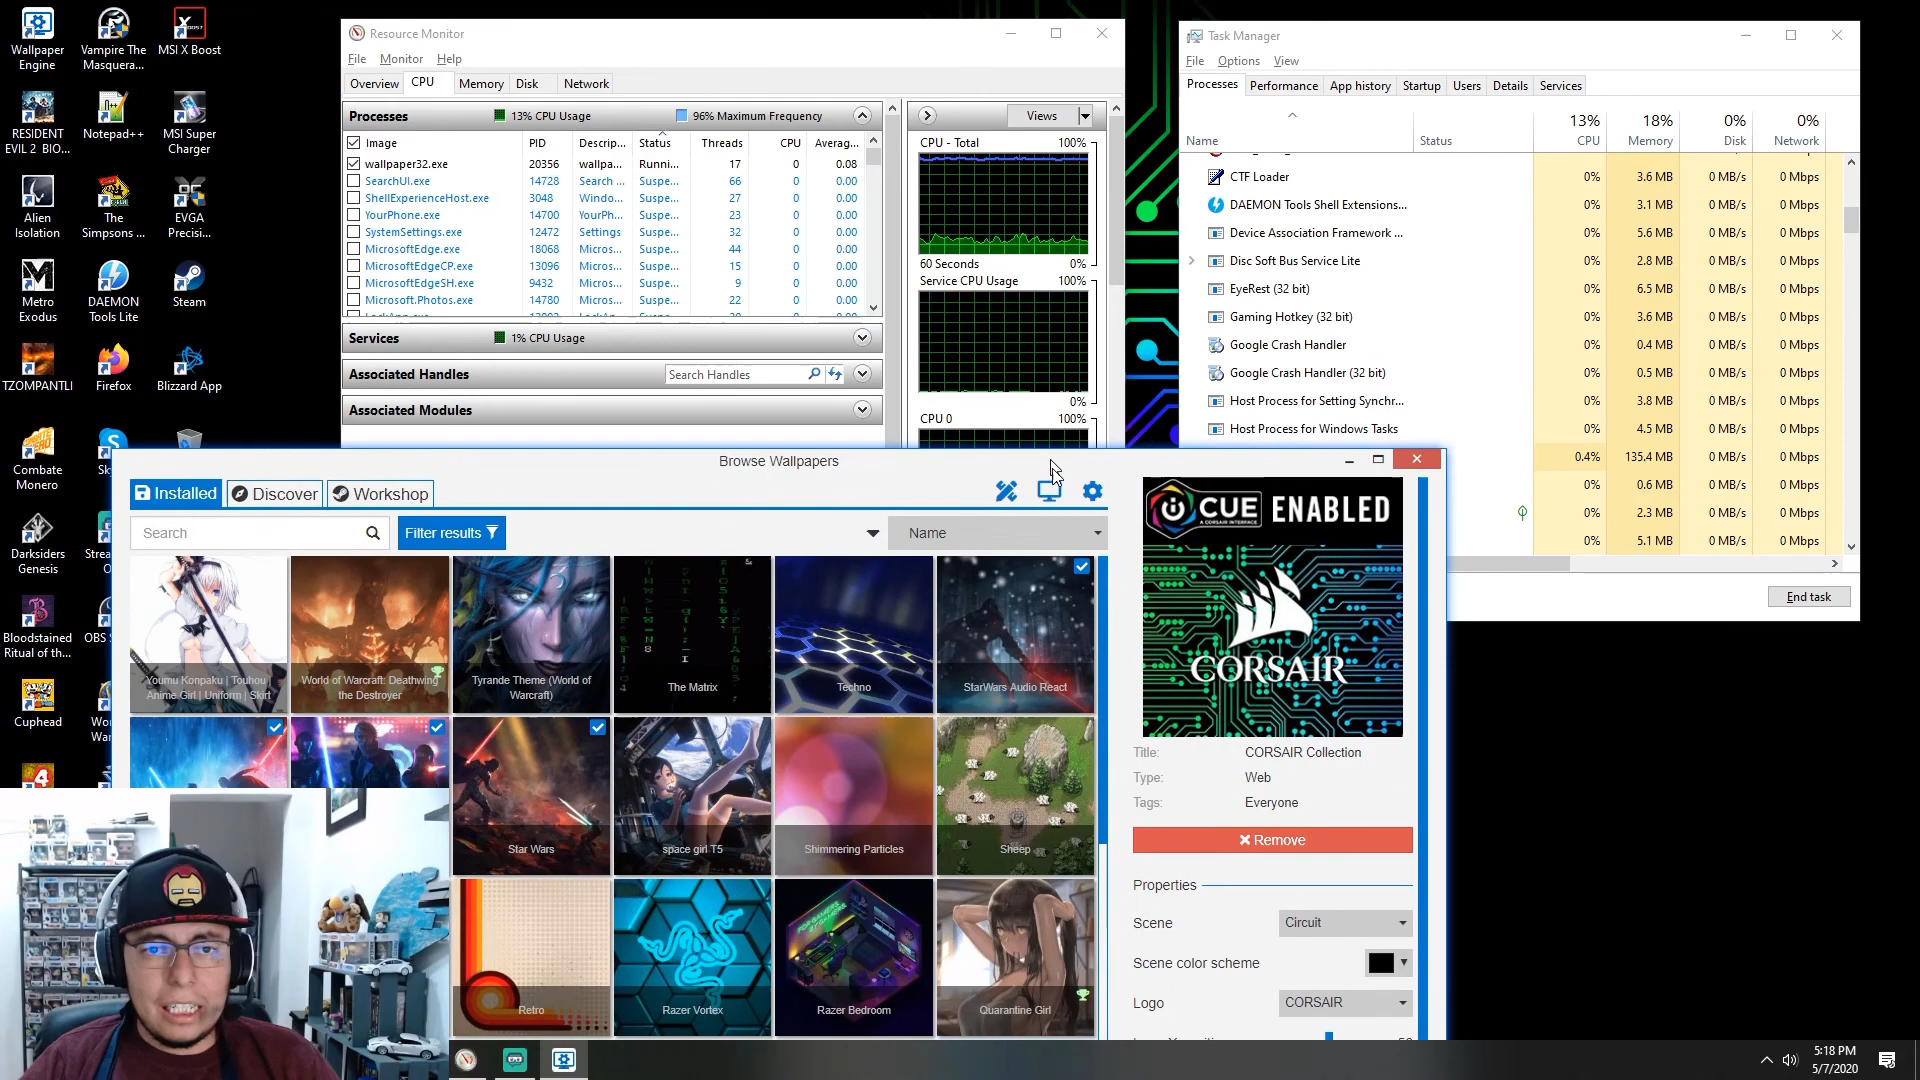 Wallpaper
Engine
Vampire The
Masquera...
MSI X Boost
RESIDENT
EVIL 2 BIO...
Notepad++
MSI Super
Charger
Alien
Isolation
The
Simpsons ...
EVGA
Precisi...
Metro
Exodus
DAEMON
Tools Lite
Steam
TZOMPANTLI
Firefox
Blizzard App
Combate
Monero
Sk
Darksiders
Genesis
Strea
O
Bloodstained
Ritual of th...
OBS S
Cuphead
Wo
Wa
Resource Monitor
File Monitor Help
Overview CPU Memory Disk Network
Processes 13% CPU Usage 96% Maximum Frequency
Image PID Descrip... Status Threads CPU Averag...
wallpaper32.exe 20356 wallpa... Runni... 17 0 0.08
SearchUI.exe 14728 Search ... Suspe... 66 0 0.00
ShellExperienceHost.exe 3048 Windo... Suspe... 27 0 0.00
YourPhone.exe 14700 YourPh... Suspe... 23 0 0.00
SystemSettings.exe 12472 Settings Suspe... 32 0 0.00
MicrosoftEdge.exe 18068 Micros... Suspe... 44 0 0.00
MicrosoftEdgeCP.exe 13096 Micros... Suspe... 15 0 0.00
MicrosoftEdgeSH.exe 9432 Micros... Suspe... 9 0 0.00
Microsoft.Photos.exe 14780 Micros... Suspe... 22 0 0.00
Services 1% CPU Usage
Associated Handles Search Handles
Associated Modules
Views
CPU - Total 100%
60 Seconds 0%
Service CPU Usage 100%
0%
CPU 0 100%
Task Manager
File Options View
Processes Performance App history Startup Users Details Services
13% 18% 0% 0%
Name Status CPU Memory Disk Network
CTF Loader 0% 3.6 MB 0 MB/s 0 Mbps
DAEMON Tools Shell Extensions... 0% 3.1 MB 0 MB/s 0 Mbps
Device Association Framework ... 0% 5.6 MB 0 MB/s 0 Mbps
Disc Soft Bus Service Lite 0% 2.8 MB 0 MB/s 0 Mbps
EyeRest (32 bit) 0% 6.5 MB 0 MB/s 0 Mbps
Gaming Hotkey (32 bit) 0% 3.6 MB 0 MB/s 0 Mbps
Google Crash Handler 0% 0.4 MB 0 MB/s 0 Mbps
Google Crash Handler (32 bit) 0% 0.5 MB 0 MB/s 0 Mbps
Host Process for Setting Synchr... 0% 3.8 MB 0 MB/s 0 Mbps
Host Process for Windows Tasks 0% 4.5 MB 0 MB/s 0 Mbps
0.4% 135.4 MB 0 MB/s 0 Mbps
0% 0.6 MB 0 MB/s 0 Mbps
0% 2.3 MB 0 MB/s 0 Mbps
0% 5.1 MB 0 MB/s 0 Mbps
End task
Browse Wallpapers
Installed Discover Workshop
Search Filter results Name
Youmu Konpaku | Touhou
Anime Girl | Uniform | Skirt
World of Warcraft: Deathwing
the Destroyer
Tyrande Theme (World of
Warcraft)
The Matrix
Techno
StarWars Audio React
Star Wars
space girl T5
Shimmering Particles
Sheep
Retro
Razer Vortex
FOR GAMERS
BY GAMERS
Razer Bedroom
Quarantine Girl
iCUE ENABLED
A CORSAIR INTERFACE
CORSAIR
Title: CORSAIR Collection
Type: Web
Tags: Everyone
Remove
Properties
Scene Circuit
Scene color scheme
Logo CORSAIR
5:18 PM
5/7/2020